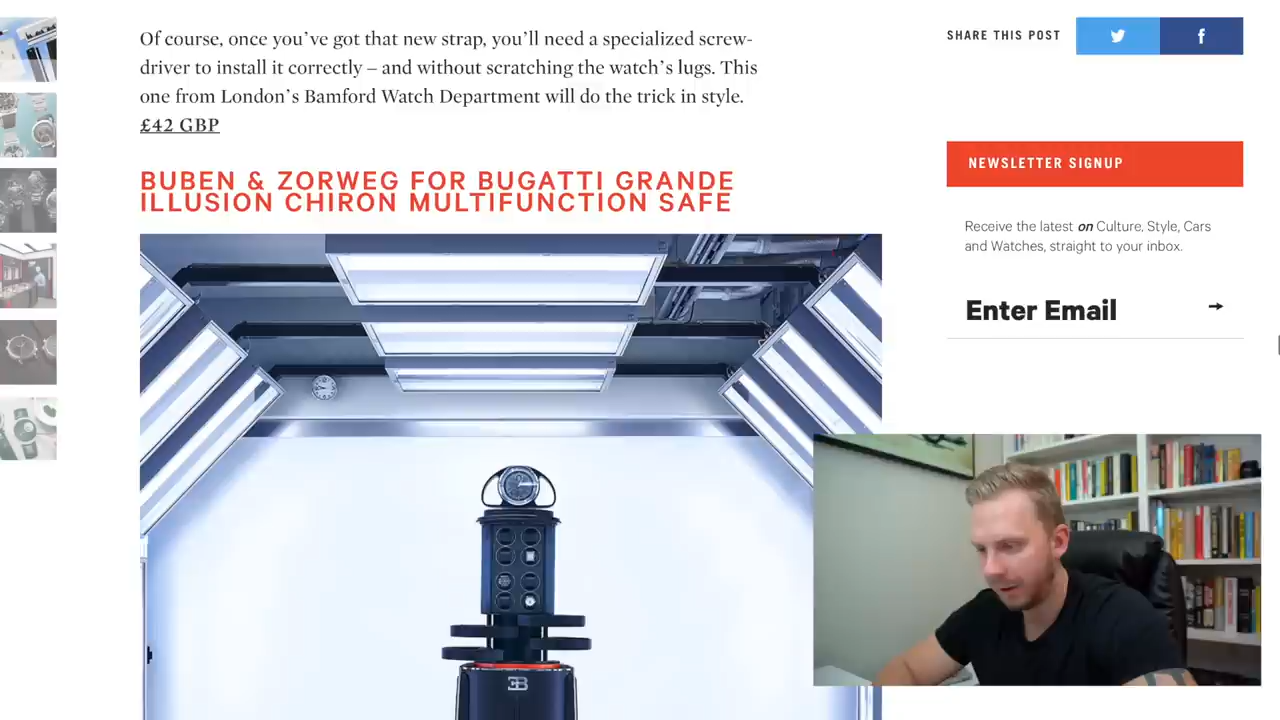 Of course, once you’ve got that new strap, you’ll need a specialized screw-
driver to install it correctly – and without scratching the watch’s lugs. This
one from London’s Bamford Watch Department will do the trick in style.
£42 GBP
BUBEN & ZORWEG FOR BUGATTI GRANDE
ILLUSION CHIRON MULTIFUNCTION SAFE
SHARE THIS POST
NEWSLETTER SIGNUP
Receive the latest on Culture, Style, Cars
and Watches, straight to your inbox.
Enter Email